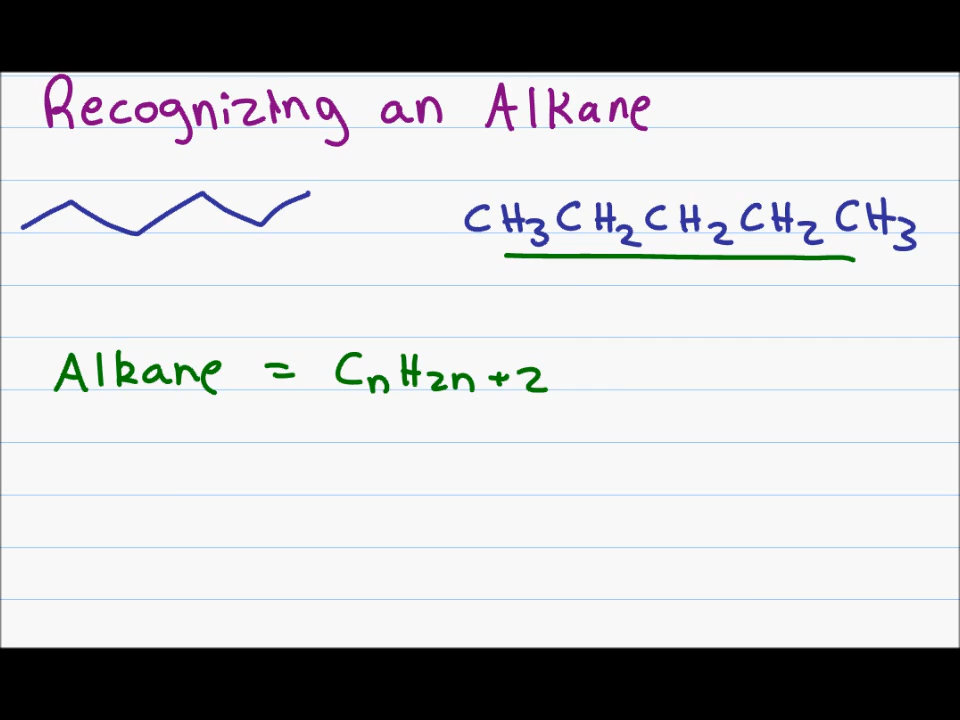 Recognizing an Alkane
CH3CH2CH2CH2CH3
Alkane = CnH2n+2